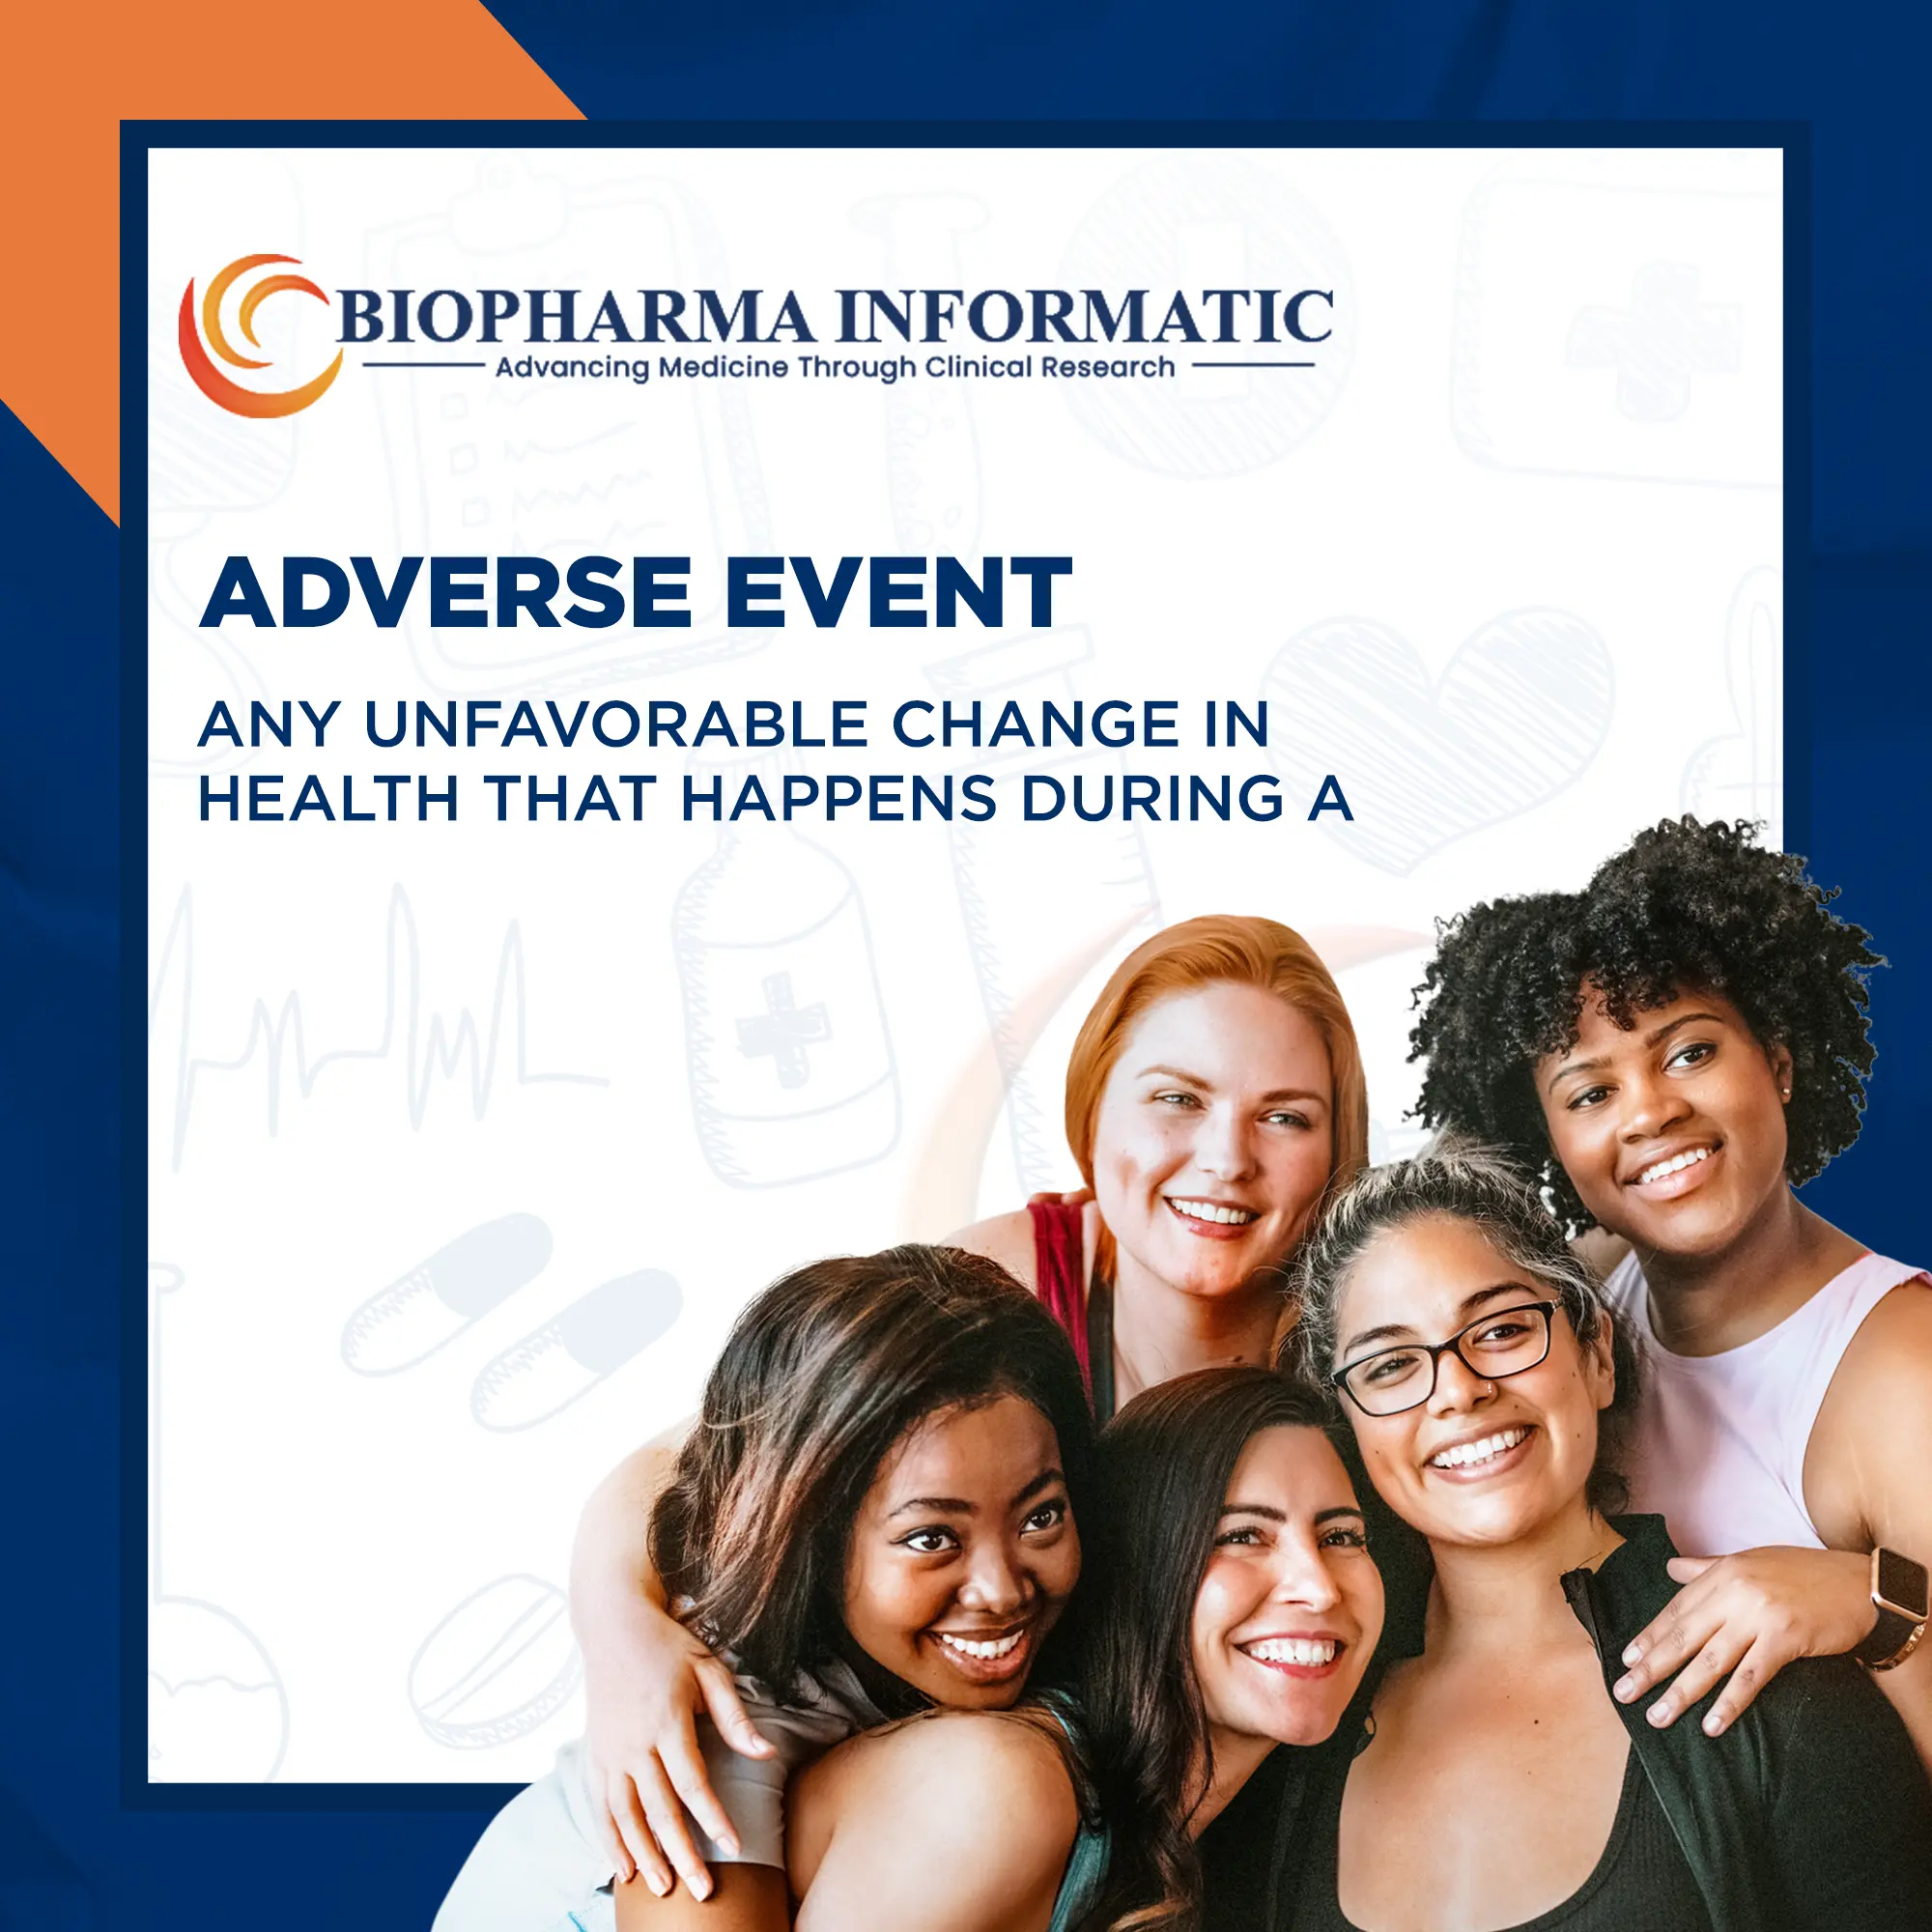 BIOPHARMA INFORMATIC
Advancing Medicine Through Clinical Research
ADVERSE EVENT
ANY UNFAVORABLE CHANGE IN
HEALTH THAT HAPPENS DURING A